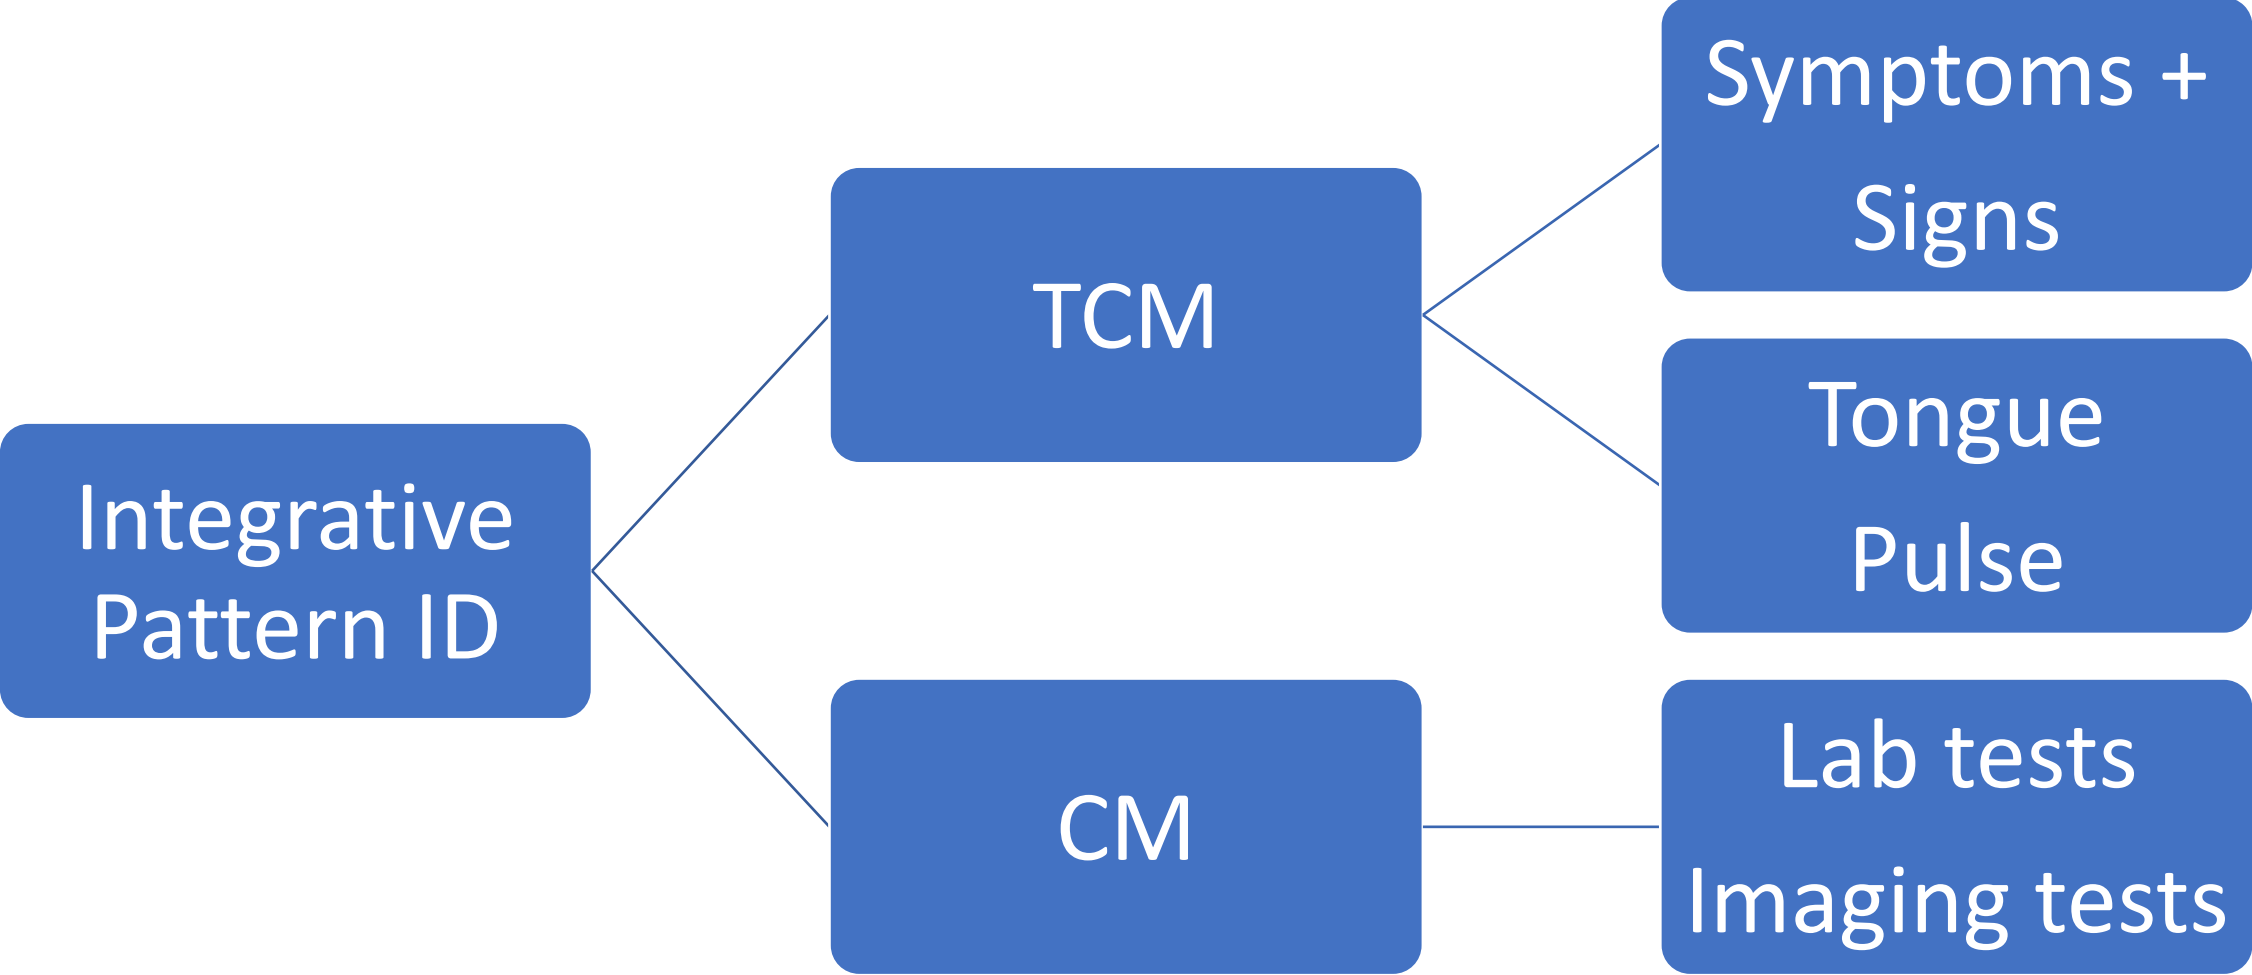 Integrative
Pattern ID
TCM
CM
Symptoms +
Signs
Tongue
Pulse
Lab tests
Imaging tests